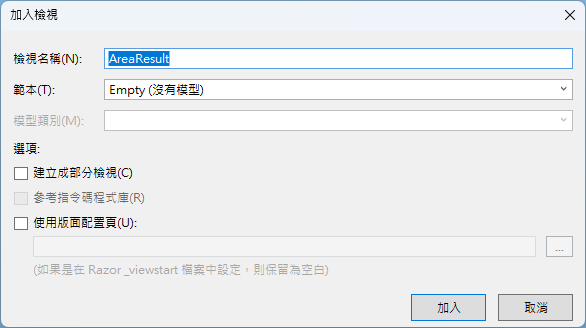 加入檢視
檢視名稱(N): AreaResult
範本(T): Empty (沒有模型)
模型類別(M):
選項:
建立成部分檢視(C)
參考指令碼程式庫(R)
使用版面配置頁(U):
...
(如果是在 Razor _viewstart 檔案中設定，則保留為空白)
加入 取消